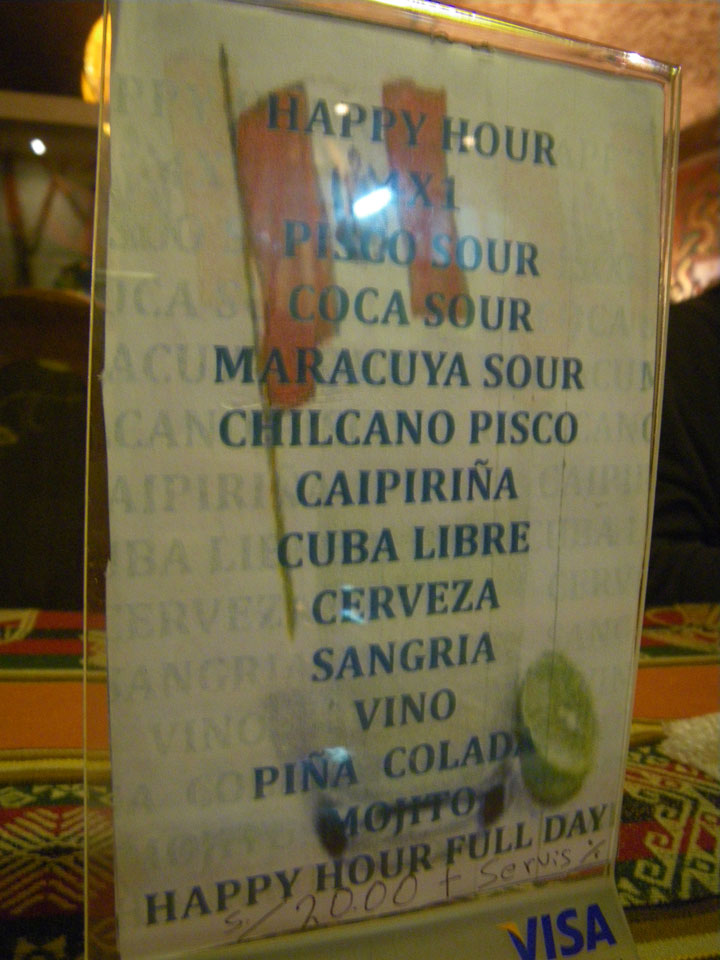 HAPPY HOUR
MX1
PISCO SOUR
COCA SOUR
MARACUYA SOUR
CHILCANO PISCO
CAIPIRIÑA
CUBA LIBRE
CERVEZA
SANGRIA
VINO
PIÑA COLADA
MOJITO
HAPPY HOUR FULL DAY
s/20.00 + Servis %
VISA